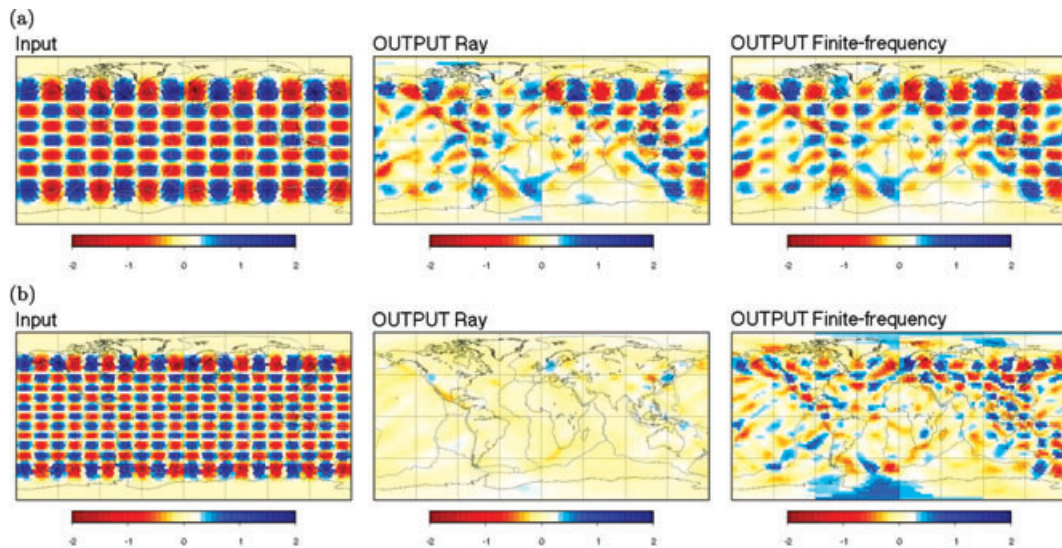 (a)
Input
OUTPUT Ray
OUTPUT Finite-frequency
-2 -1 0 1 2
-2 -1 0 1 2
-2 -1 0 1 2
(b)
Input
OUTPUT Ray
OUTPUT Finite-frequency
-2 -1 0 1 2
-2 -1 0 1 2
-2 -1 0 1 2